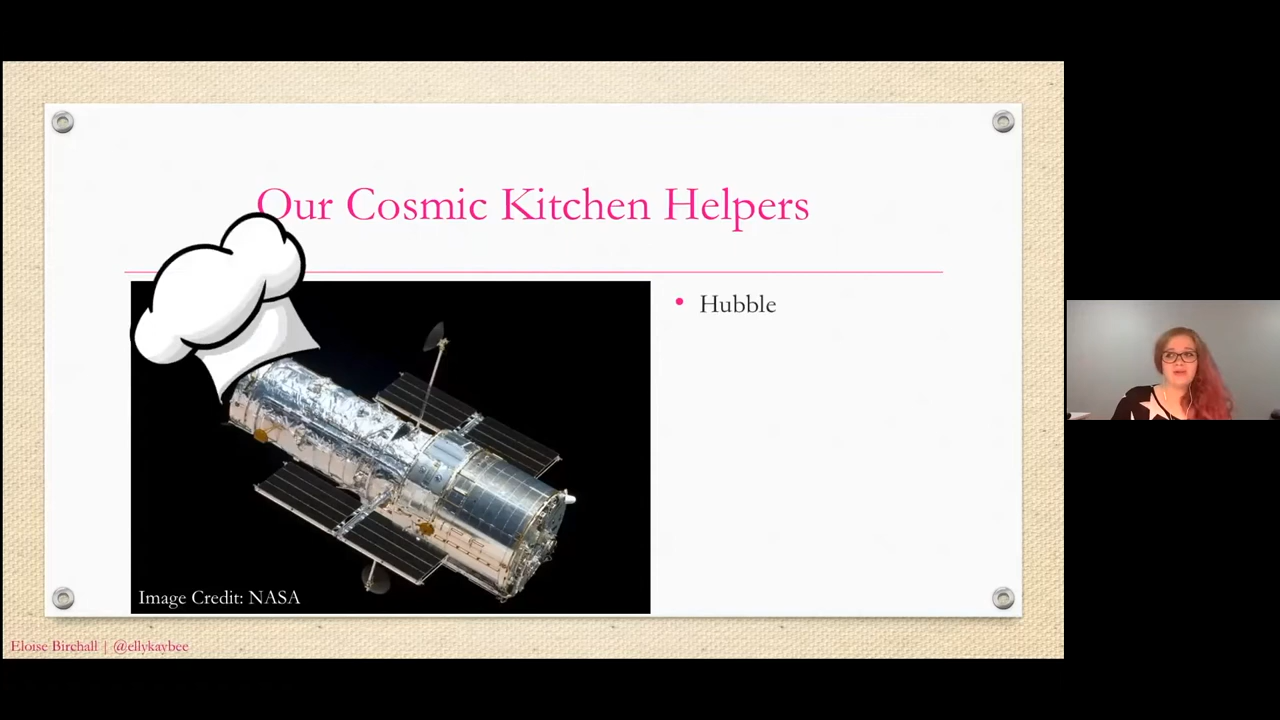 Our Cosmic Kitchen Helpers
• Hubble
Image Credit: NASA
Eloise Birchall | @ellykaybee